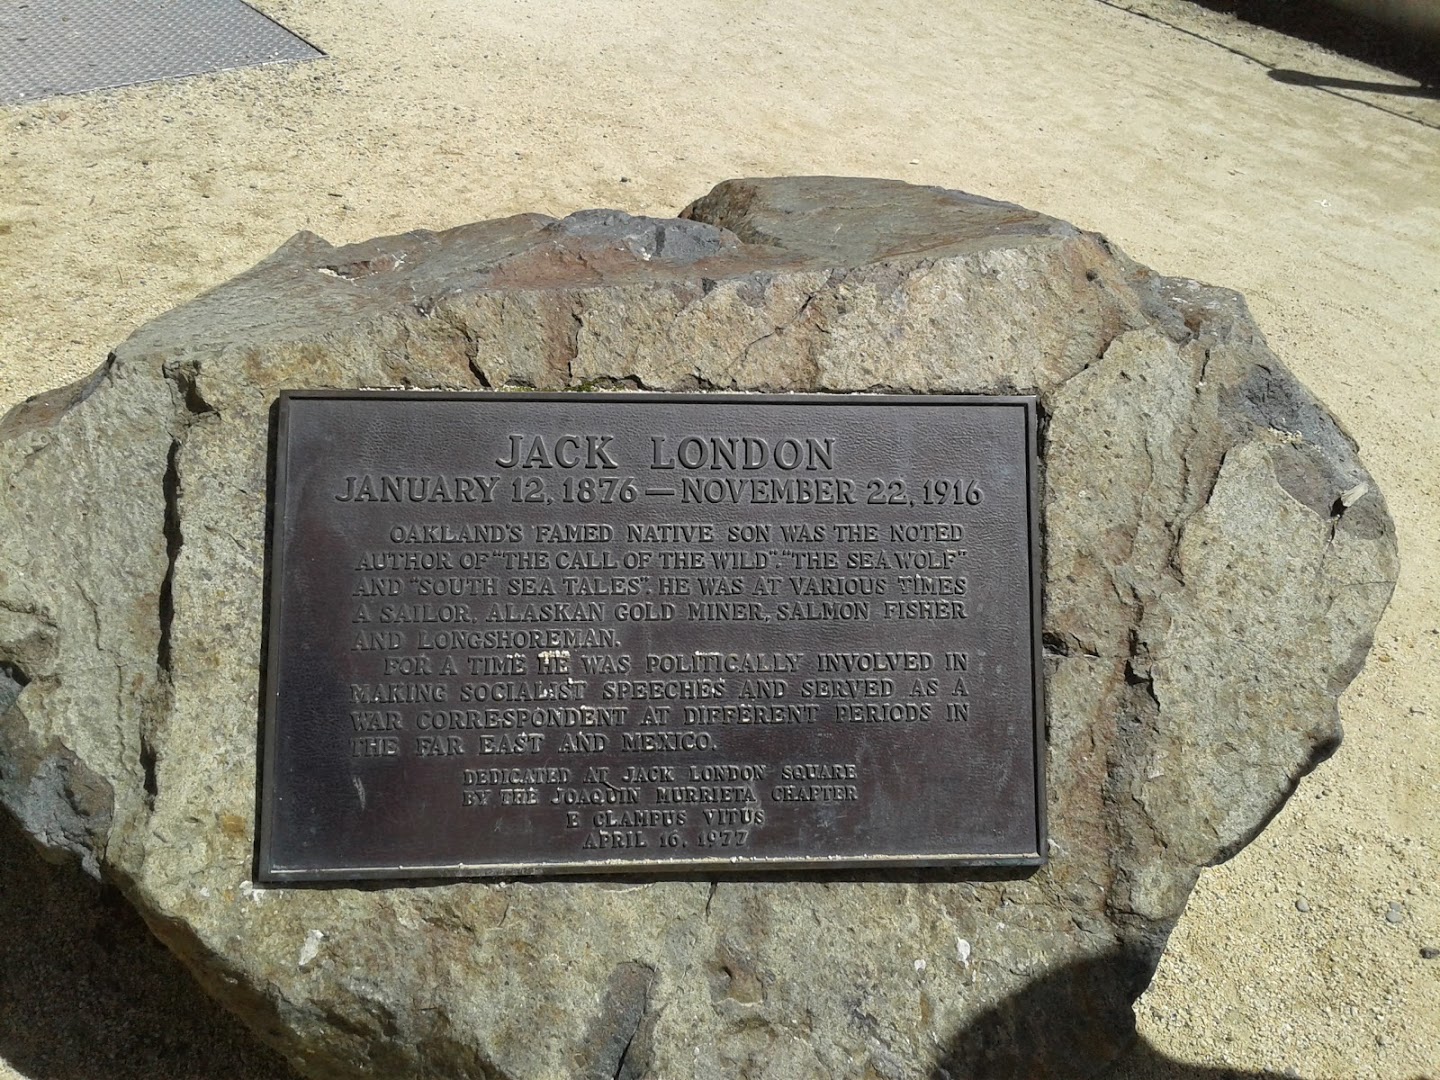 JACK LONDON
JANUARY 12, 1876 — NOVEMBER 22, 1916
OAKLAND'S FAMED NATIVE SON WAS THE NOTED
AUTHOR OF "THE CALL OF THE WILD". "THE SEA WOLF"
AND "SOUTH SEA TALES". HE WAS AT VARIOUS TIMES
A SAILOR, ALASKAN GOLD MINER, SALMON FISHER
AND LONGSHOREMAN.
FOR A TIME HE WAS POLITICALLY INVOLVED IN
MAKING SOCIALIST SPEECHES AND SERVED AS A
WAR CORRESPONDENT AT DIFFERENT PERIODS IN
THE FAR EAST AND MEXICO.
DEDICATED AT JACK LONDON SQUARE
BY THE JOAQUIN MURRIETA CHAPTER
E CLAMPUS VITUS
APRIL 16, 1977